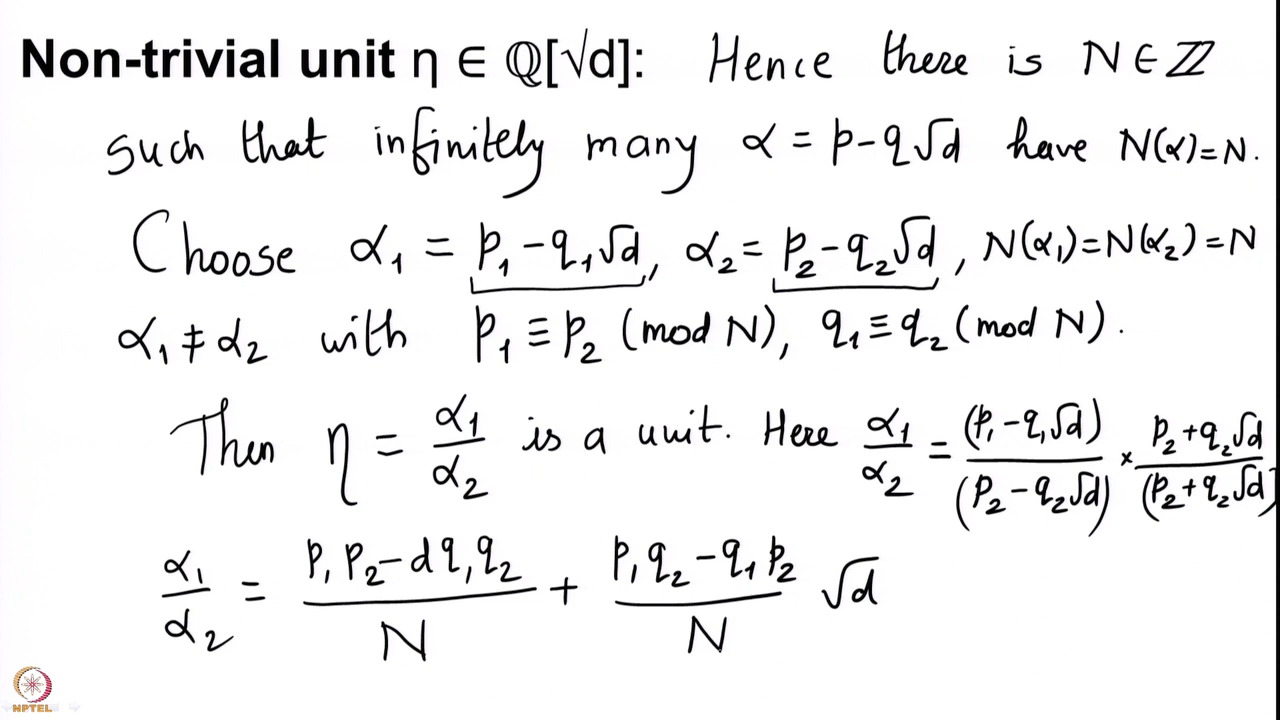 Non-trivial unit η ∈ ℚ[√d]: Hence there is N ∈ ℤ
such that infinitely many α = p - q√d have N(α) = N.
Choose α₁ = p₁ - q₁√d, α₂ = p₂ - q₂√d, N(α₁) = N(α₂) = N
α₁ ≠ α₂ with p₁ ≡ p₂ (mod N), q₁ ≡ q₂ (mod N).
Then η = α₁/α₂ is a unit. Here α₁/α₂ = (p₁ - q₁√d)/(p₂ - q₂√d) × p₂ + q₂√d/(p₂ + q₂√d)
α₁/α₂ = p₁p₂ - dq₁q₂/N + p₁q₂ - q₁p₂/N √d
NPTEL